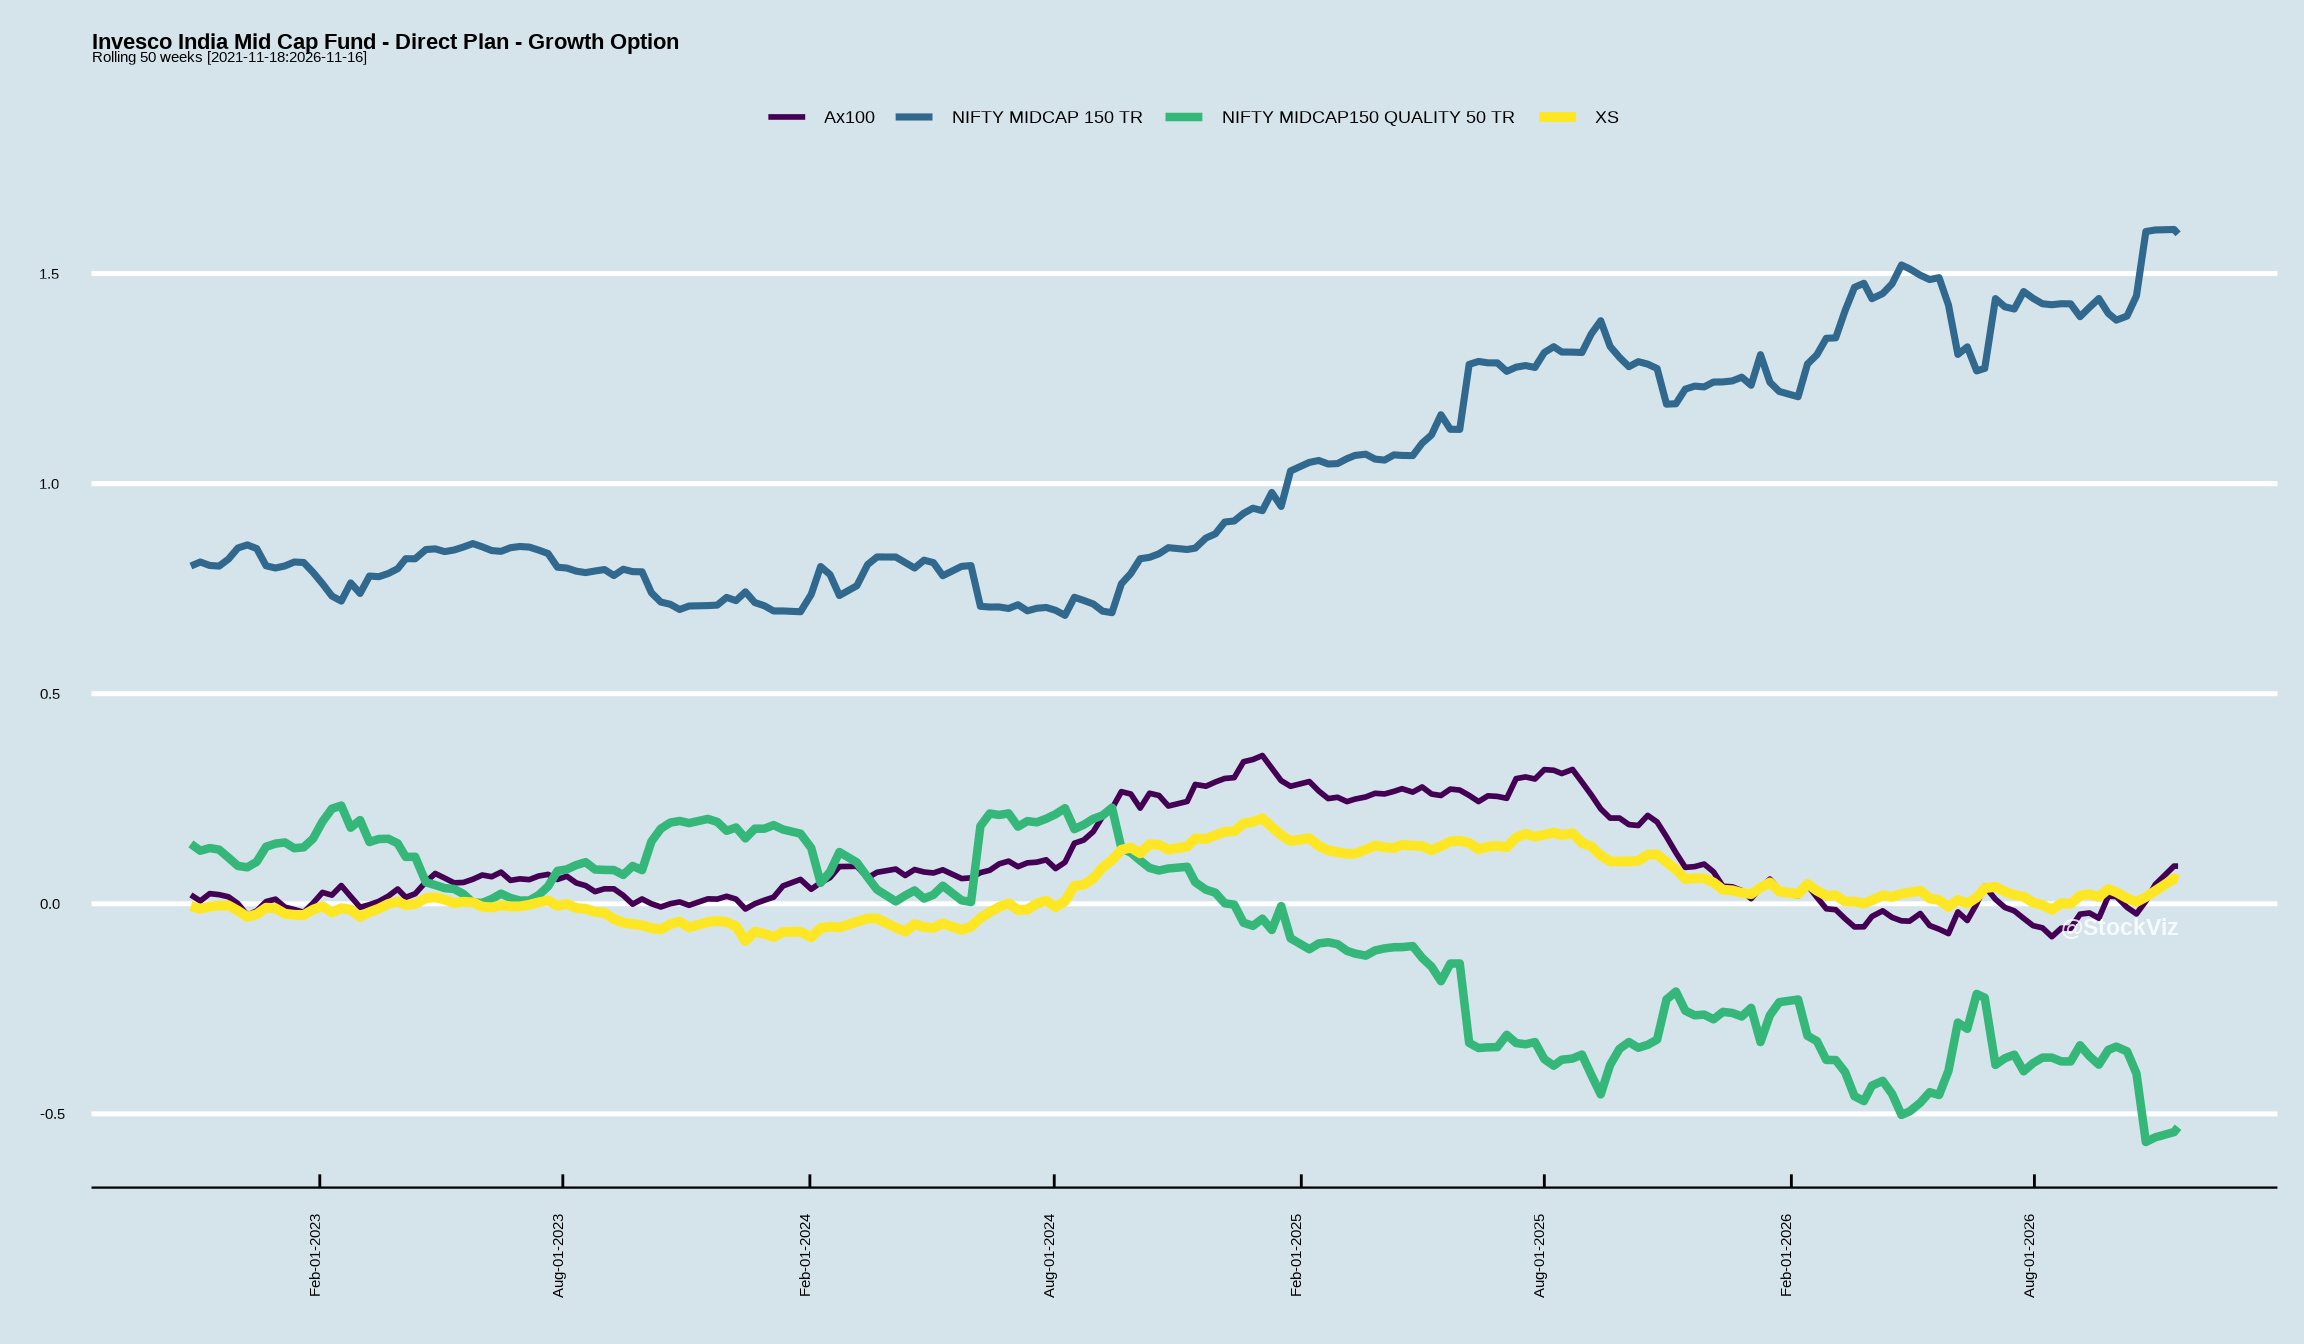 Invesco India Mid Cap Fund - Direct Plan - Growth Option
Rolling 50 weeks [2021-11-18:2026-11-16]
Ax100 NIFTY MIDCAP 150 TR NIFTY MIDCAP150 QUALITY 50 TR XS
1.5
1.0
0.5
0.0
@StockViz
-0.5
Feb-01-2023 Aug-01-2023 Feb-01-2024 Aug-01-2024 Feb-01-2025 Aug-01-2025 Feb-01-2026 Aug-01-2026